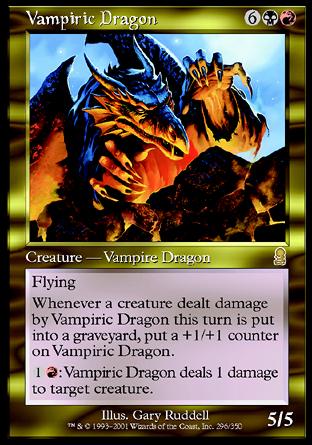 Vampiric Dragon 6
Creature — Vampire Dragon
Flying
Whenever a creature dealt damage
by Vampiric Dragon this turn is put
into a graveyard, put a +1/+1 counter
on Vampiric Dragon.
1 : Vampiric Dragon deals 1 damage
to target creature.
Illus. Gary Ruddell
™ & © 1993–2001 Wizards of the Coast, Inc. 296/350
5/5